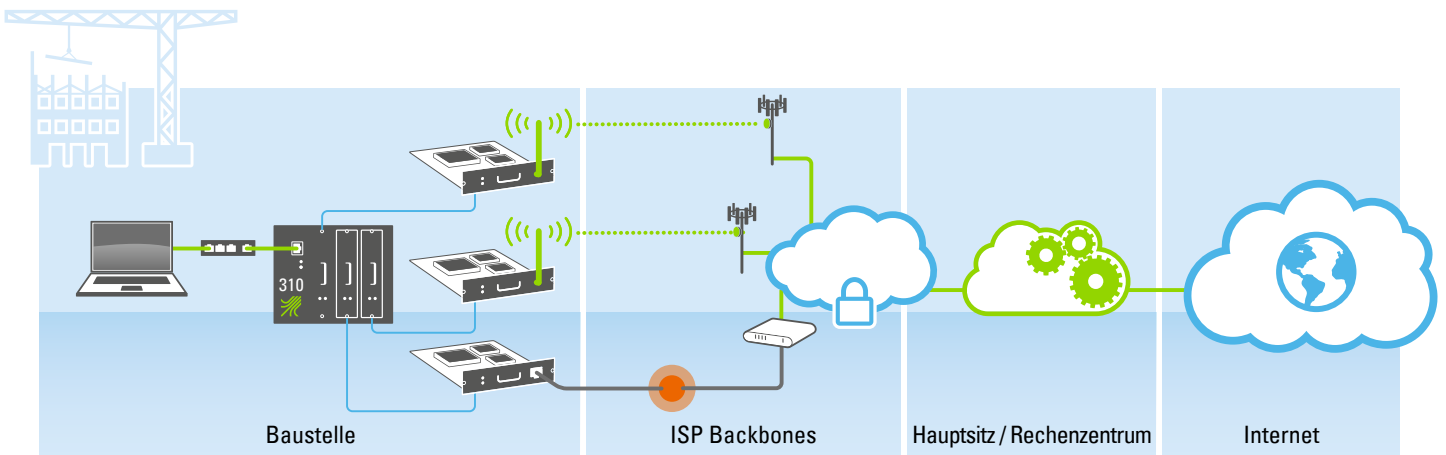 310
Baustelle
ISP Backbones
Hauptsitz / Rechenzentrum
Internet